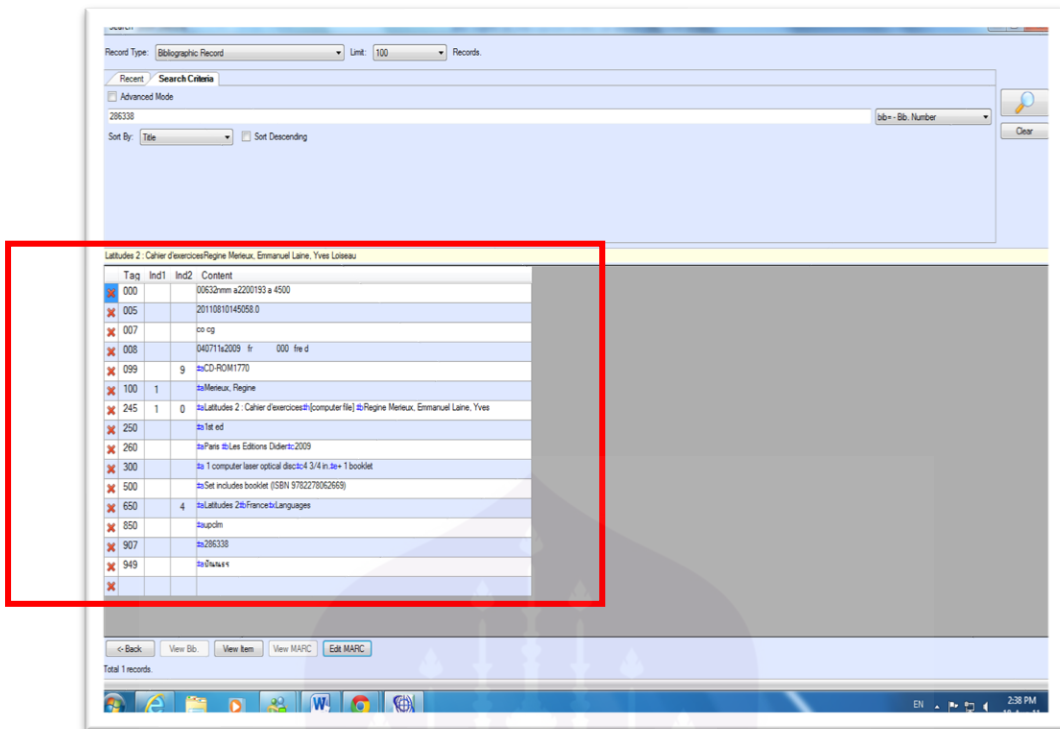 Search
Record Type: Bibliographic Record Limit: 100 Records.
Recent Search Criteria
Advanced Mode
286338 bib= - Bib. Number
Sort By: Title Sort Descending Clear
Latitudes 2 : Cahier d'exercicesRegine Merieux, Emmanuel Laine, Yves Loiseau
Tag Ind1 Ind2 Content
000 00632nmm a2200193 a 4500
005 20110810145058.0
007 co cg
008 040711s2009 fr 000 fre d
099 9 ‡aCD-ROM1770
100 1 ‡aMerieux, Regine
245 1 0 ‡aLatitudes 2 : Cahier d'exercices‡h[computer file] ‡bRegine Merieux, Emmanuel Laine, Yves
250 ‡a1st ed
260 ‡aParis ‡bLes Editions Didier‡c2009
300 ‡a 1 computer laser optical disc‡c4 3/4 in.‡e+ 1 booklet
500 ‡aSet includes booklet (ISBN 9782278062669)
650 4 ‡aLatitudes 2‡bFrance‡xLanguages
850 ‡aupclm
907 ‡a286338
949
<- Back View Bib. View Item View MARC Edit MARC
Total 1 records.
EN 2:38 PM